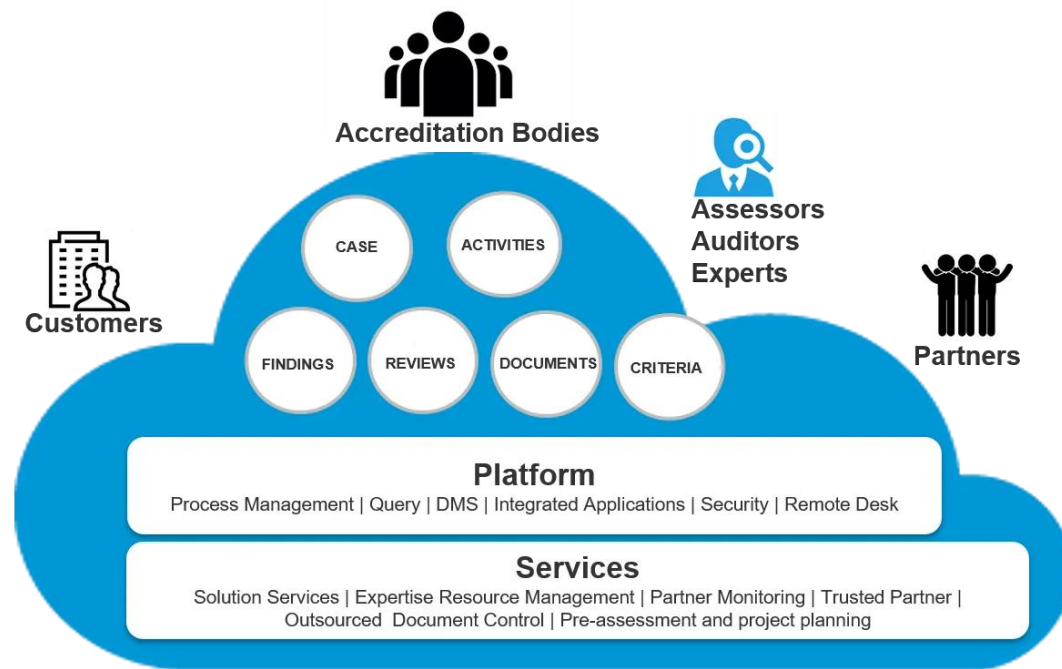 Accreditation Bodies
Assessors
Auditors
Experts
Customers
Partners
CASE
ACTIVITIES
FINDINGS
REVIEWS
DOCUMENTS
CRITERIA
Platform
Process Management | Query | DMS | Integrated Applications | Security | Remote Desk
Services
Solution Services | Expertise Resource Management | Partner Monitoring | Trusted Partner |
Outsourced  Document Control | Pre-assessment and project planning